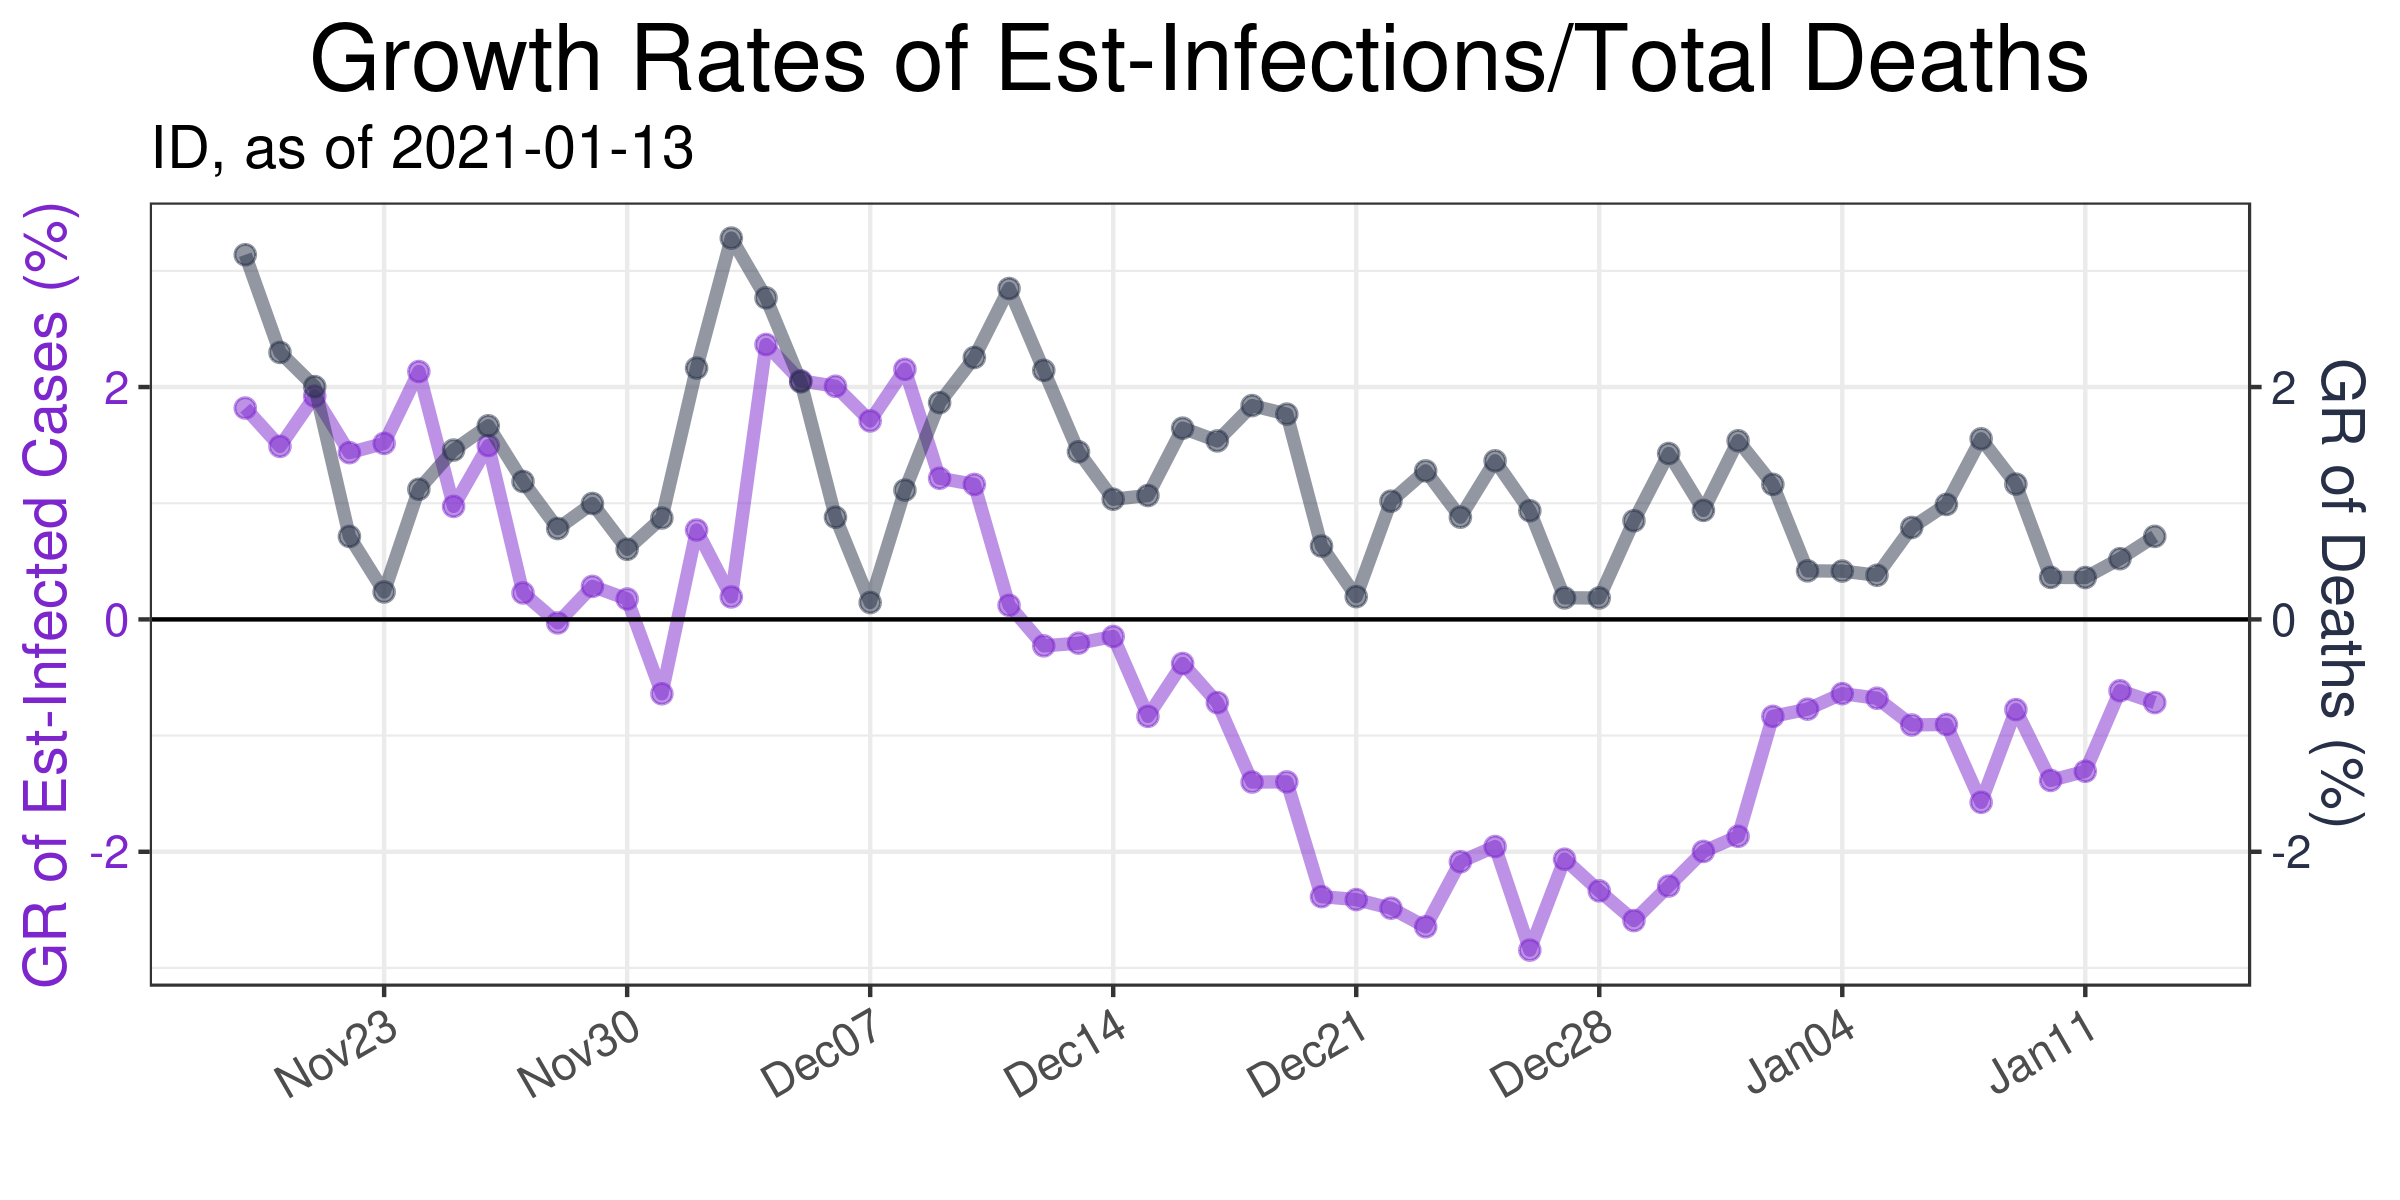 Growth Rates of Est-Infections/Total Deaths
ID, as of 2021-01-13
GR of Est-Infected Cases (%)
2
0
-2
2
0
-2
GR of Deaths (%)
Nov23
Nov30
Dec07
Dec14
Dec21
Dec28
Jan04
Jan11